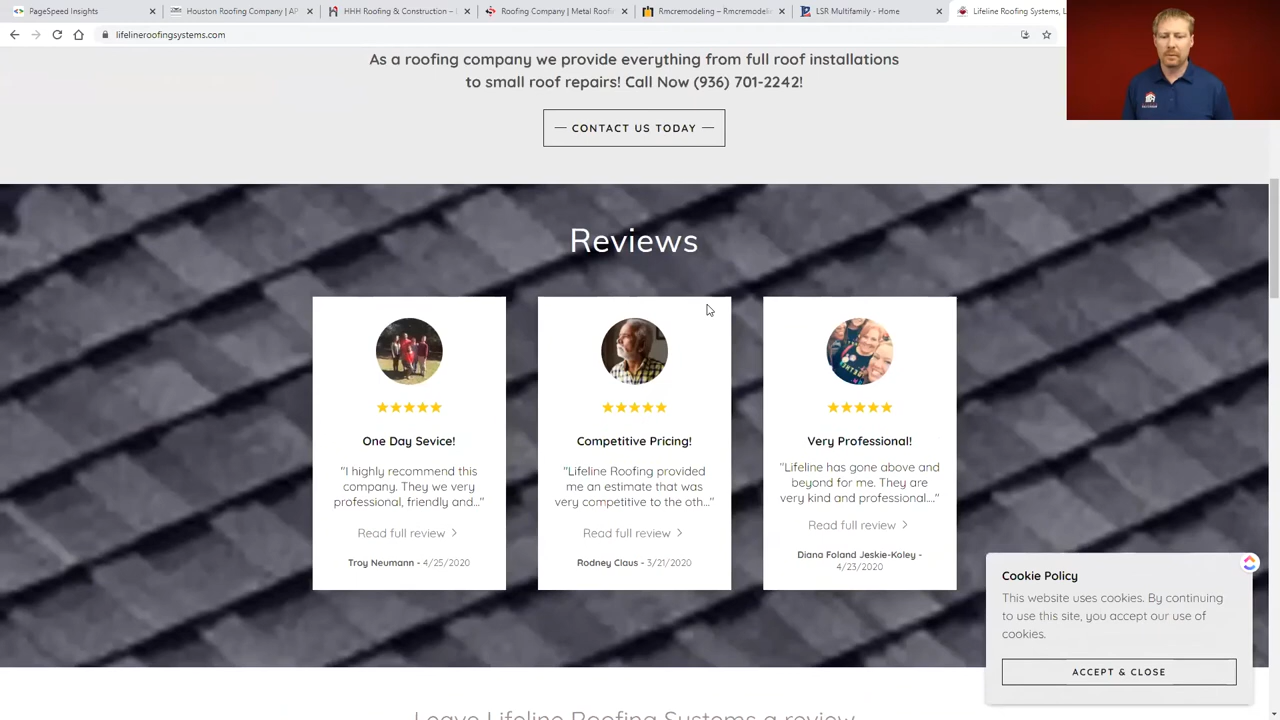 PageSpeed Insights
Houston Roofing Company | AP
HHH Roofing & Construction –
Roofing Company | Metal Roofi
Rmcremodeling – Rmcremodeli
LSR Multifamily - Home
Lifeline Roofing Systems, L
lifelineroofingsystems.com
As a roofing company we provide everything from full roof installations
to small roof repairs! Call Now (936) 701-2242!
CONTACT US TODAY
Reviews
One Day Sevice!
"I highly recommend this
company. They we very
professional, friendly and..."
Read full review
Troy Neumann - 4/25/2020
Competitive Pricing!
"Lifeline Roofing provided
me an estimate that was
very competitive to the oth..."
Read full review
Rodney Claus - 3/21/2020
Very Professional!
"Lifeline has gone above and
beyond for me. They are
very kind and professional...."
Read full review
Diana Foland Jeskie-Koley -
4/23/2020
Cookie Policy
This website uses cookies. By continuing
to use this site, you accept our use of
cookies.
ACCEPT & CLOSE
Leave Lifeline Roofing Systems a review